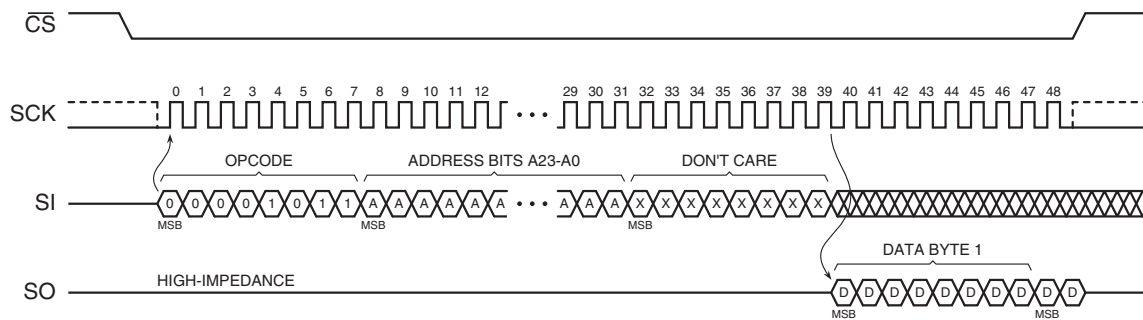 CS
0 1 2 3 4 5 6 7 8 9 10 11 12 29 30 31 32 33 34 35 36 37 38 39 40 41 42 43 44 45 46 47 48
SCK
OPCODE ADDRESS BITS A23-A0 DON'T CARE
SI 0 0 0 0 1 0 1 1 A A A A A A A A A X X X X X X X X
MSB MSB MSB
DATA BYTE 1
HIGH-IMPEDANCE
SO D D D D D D D D D D
MSB MSB